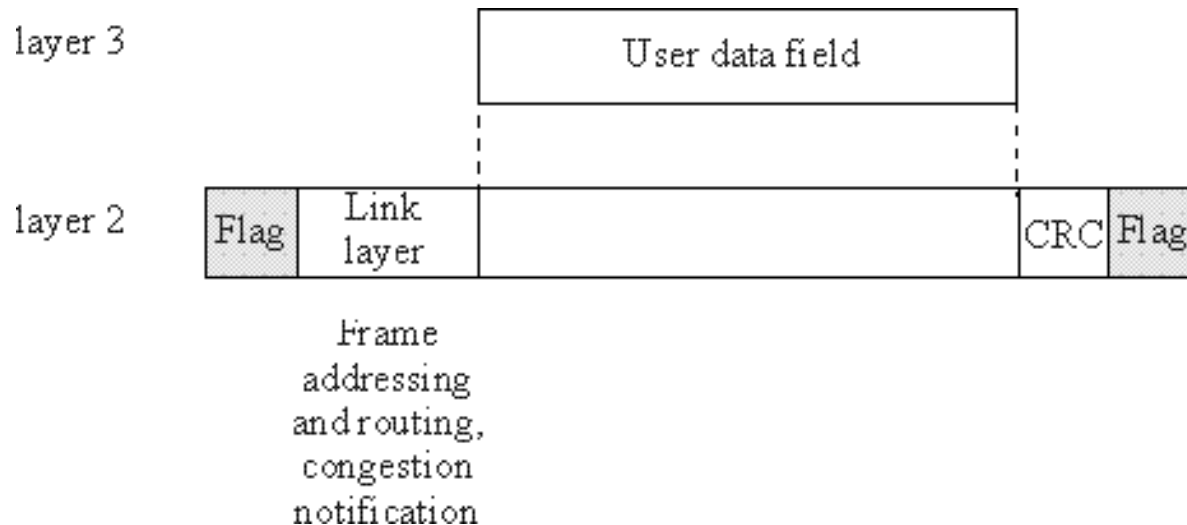 layer 3
User data field
layer 2
Flag
Link
layer
CRC
Flag
Frame
addressing
and routing,
congestion
notification